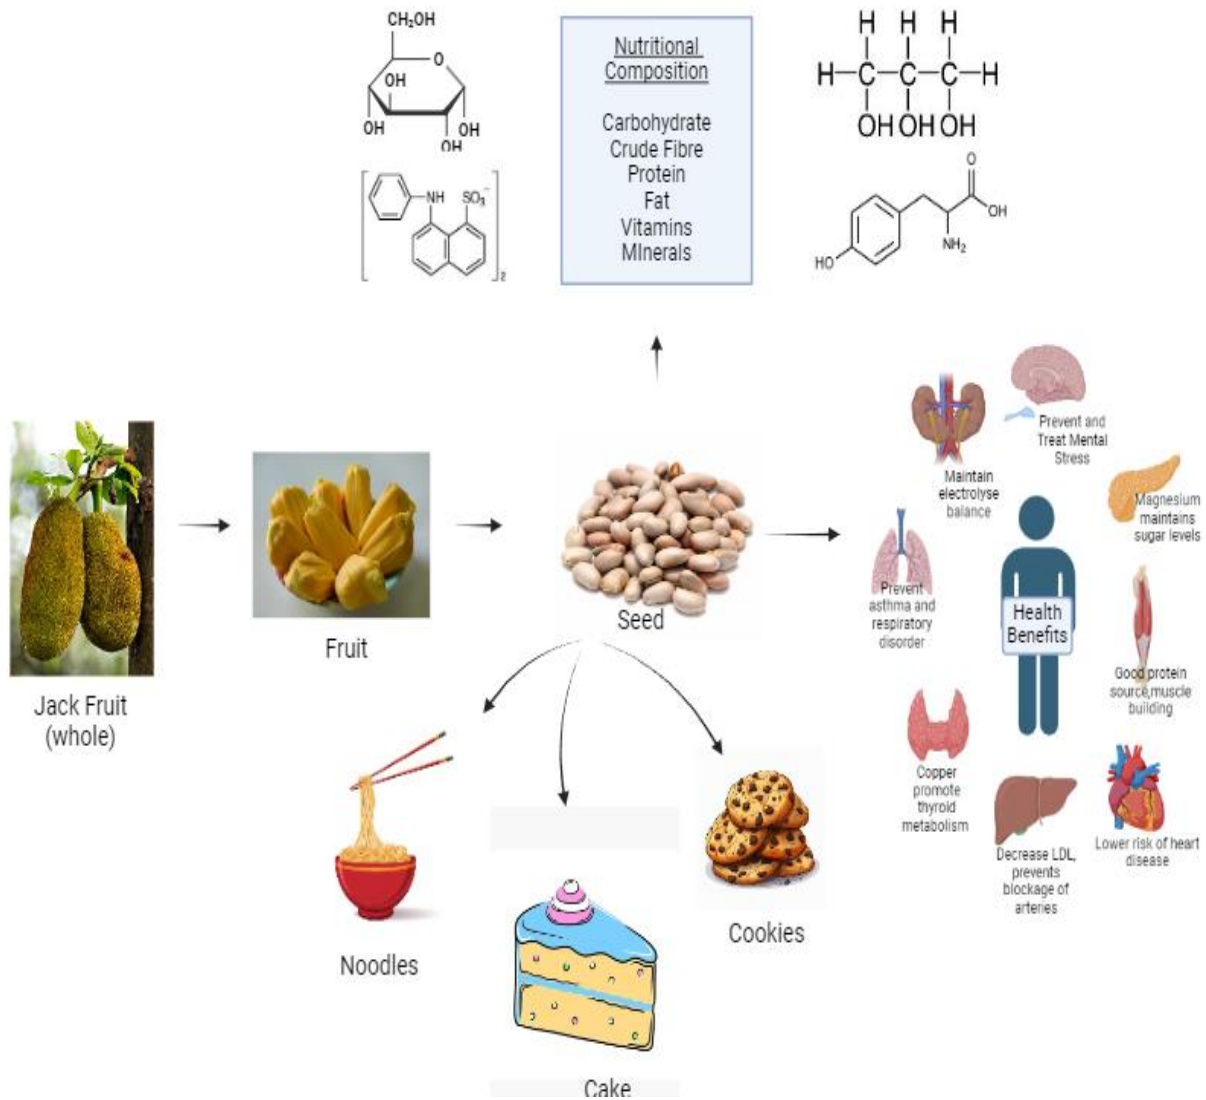 CH₂OH
O
OH
OH
OH
OH
NH
SO₃⁻
2
Nutritional
Composition
Carbohydrate
Crude Fibre
Protein
Fat
Vitamins
MInerals
H H H
H C C C H
OH OH OH
O
OH
NH₂
HO
Jack Fruit
(whole)
Fruit
Seed
Noodles
Cake
Cookies
Prevent and
Treat Mental
Stress
Maintain
electrolyse
balance
Magnesium
maintains
sugar levels
Prevent
asthma and
respiratory
disorder
Health
Benefits
Good protein
source,muscle
building
Copper
promote
thyroid
metabolism
Decrease LDL,
prevents
blockage of
arteries
Lower risk of heart
disease